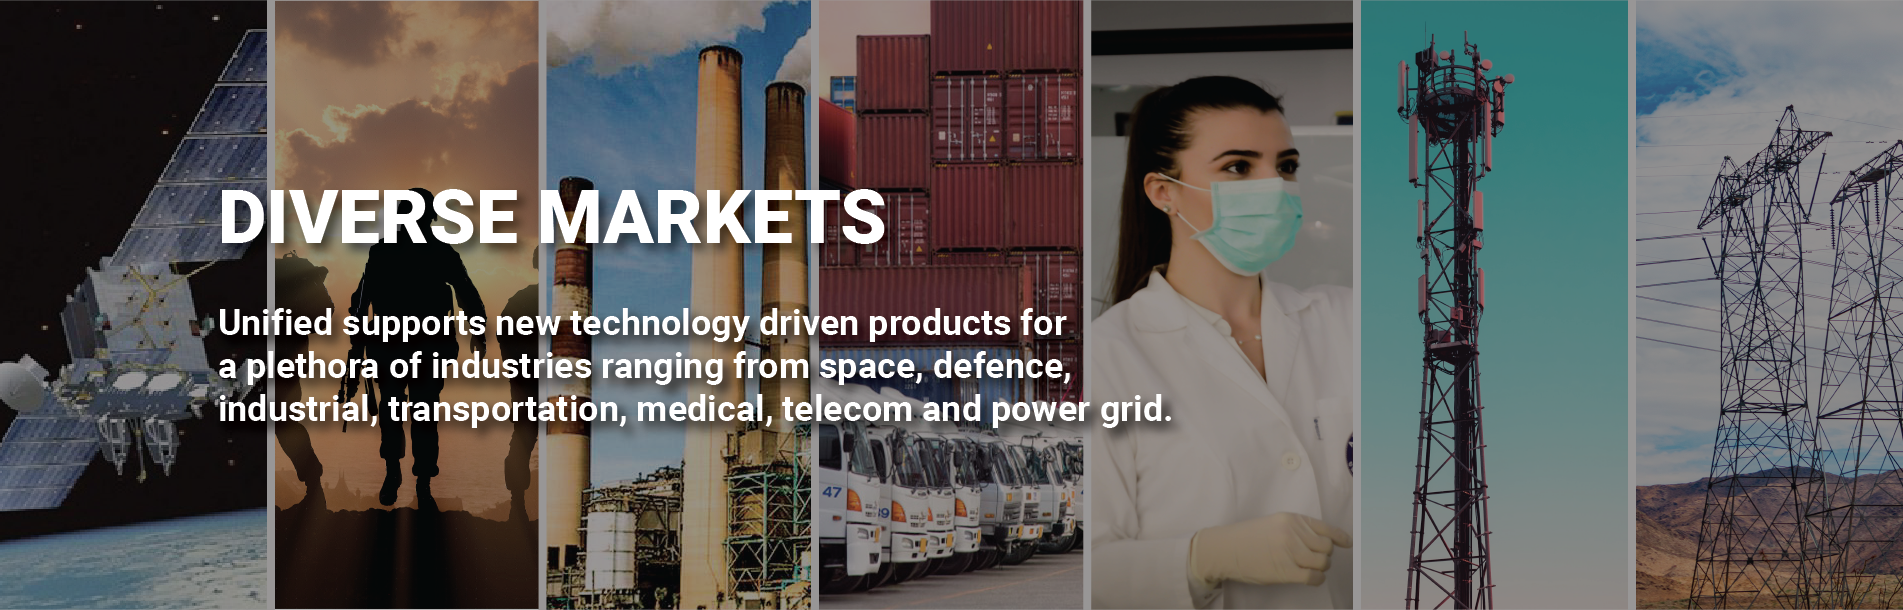 DIVERSE MARKETS
Unified supports new technology driven products for
a plethora of industries ranging from space, defence,
industrial, transportation, medical, telecom and power grid.
47